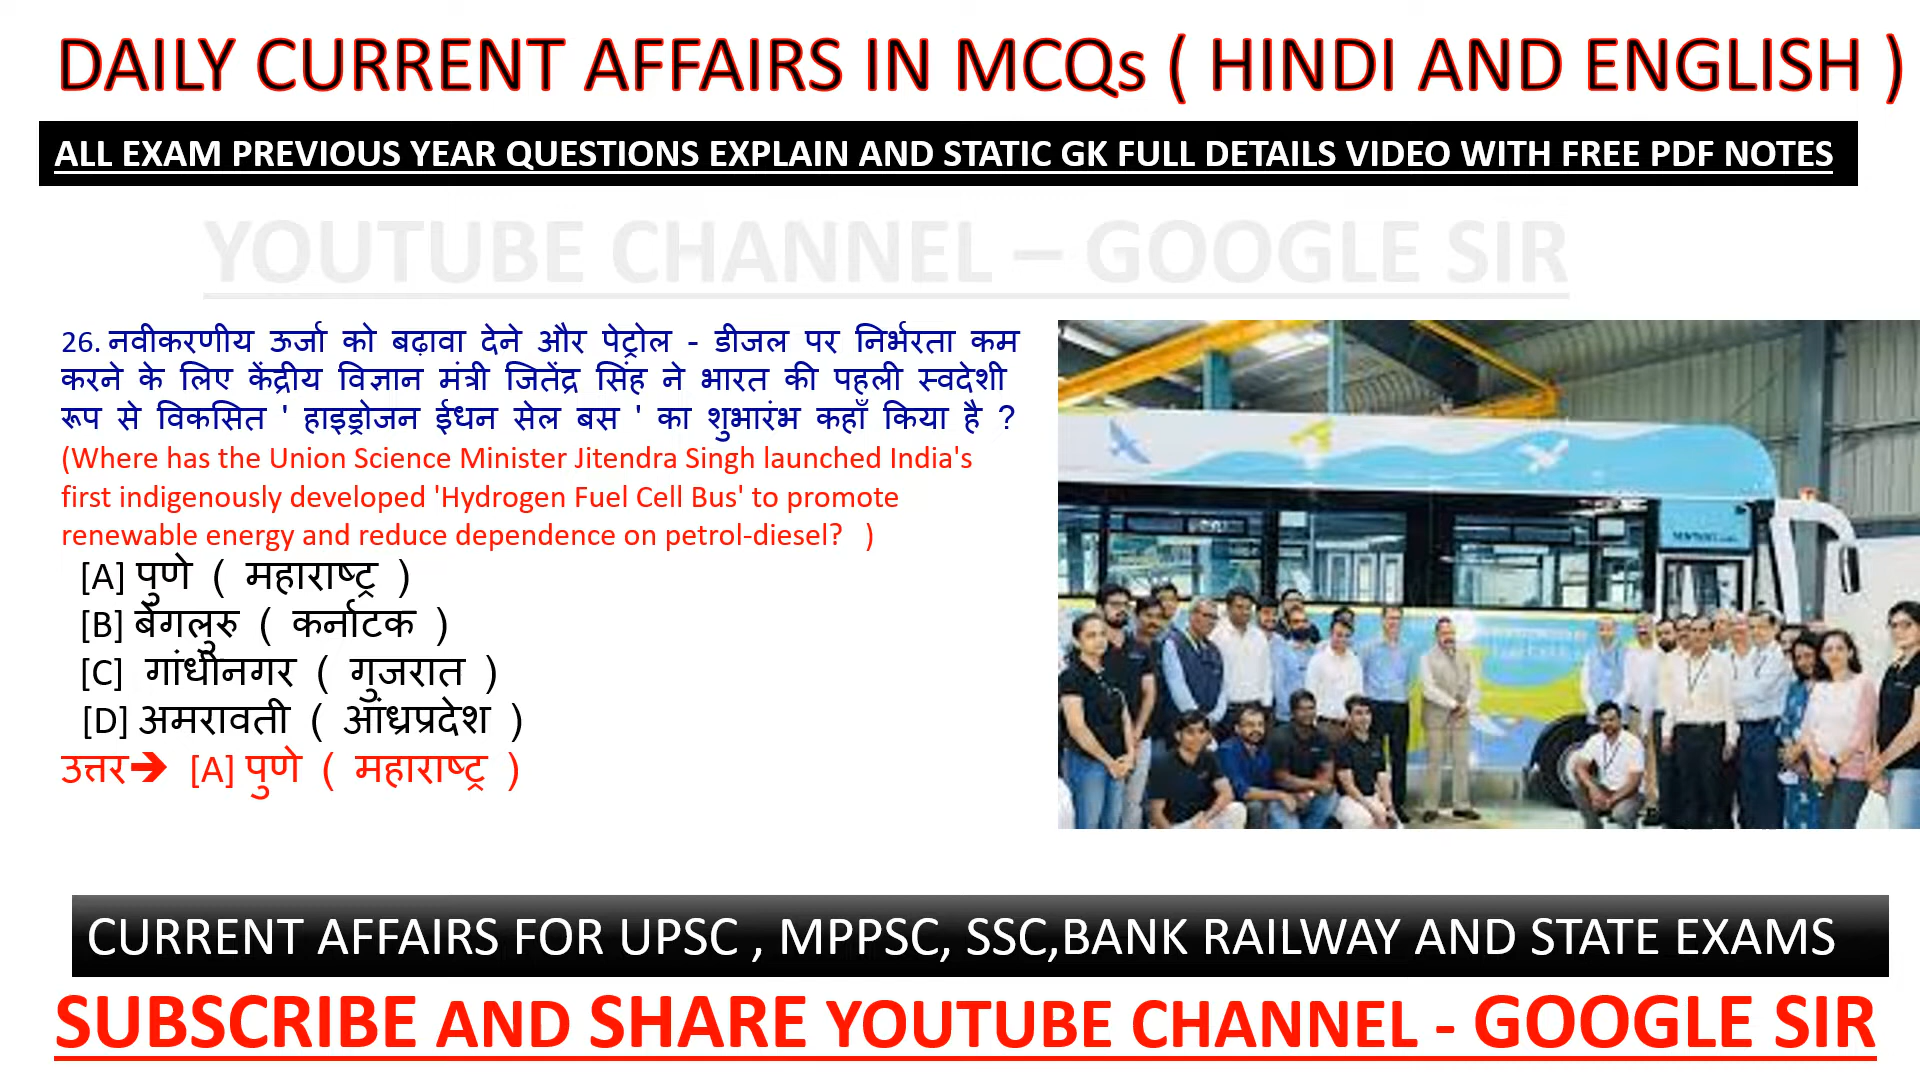 DAILY CURRENT AFFAIRS IN MCQs ( HINDI AND ENGLISH )
ALL EXAM PREVIOUS YEAR QUESTIONS EXPLAIN AND STATIC GK FULL DETAILS VIDEO WITH FREE PDF NOTES
YOUTUBE CHANNEL – GOOGLE SIR
26. नवीकरणीय ऊर्जा को बढ़ावा देने और पेट्रोल - डीजल पर निर्भरता कम
करने के लिए केंद्रीय विज्ञान मंत्री जितेंद्र सिंह ने भारत की पहली स्वदेशी
रूप से विकसित ' हाइड्रोजन ईधन सेल बस ' का शुभारंभ कहाँ किया है ?
(Where has the Union Science Minister Jitendra Singh launched India's
first indigenously developed 'Hydrogen Fuel Cell Bus' to promote
renewable energy and reduce dependence on petrol-diesel? )
[A] पुणे ( महाराष्ट्र )
[B] बेंगलुरु ( कर्नाटक )
[C] गांधीनगर ( गुजरात )
[D] अमरावती ( आंध्रप्रदेश )
उत्तर➔ [A] पुणे ( महाराष्ट्र )
CURRENT AFFAIRS FOR UPSC , MPPSC, SSC,BANK RAILWAY AND STATE EXAMS
SUBSCRIBE AND SHARE YOUTUBE CHANNEL - GOOGLE SIR